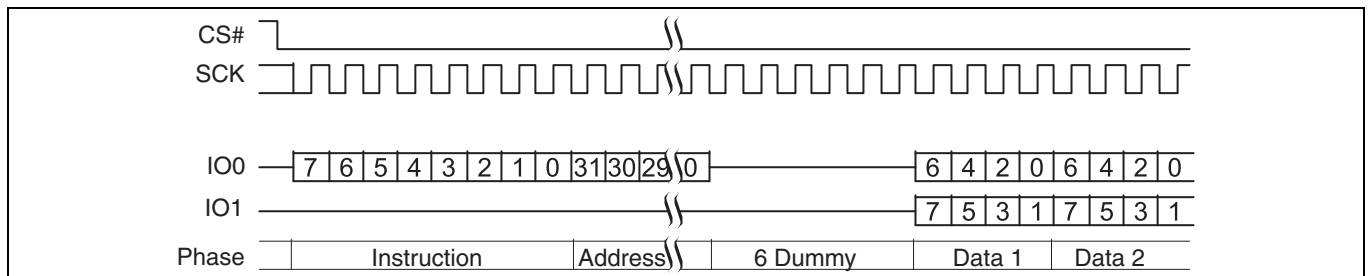 CS#
SCK
IO0 7 6 5 4 3 2 1 0 31 30 29 0 6 4 2 0 6 4 2 0
IO1 7 5 3 1 7 5 3 1
Phase Instruction Address 6 Dummy Data 1 Data 2